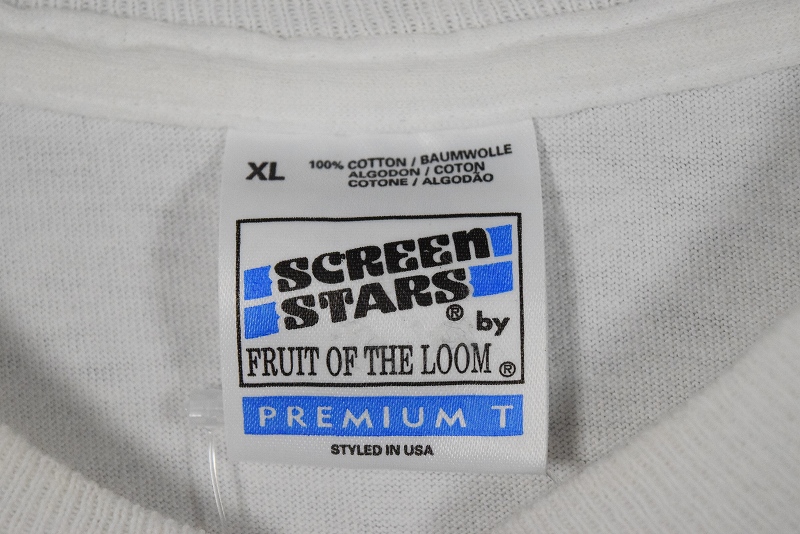 XL
100% COTTON / BAUMWOLLE
ALGODON / COTON
COTONE / ALGODÃO
SCREEN
STARS® by
FRUIT OF THE LOOM®
PREMIUM T
STYLED IN USA